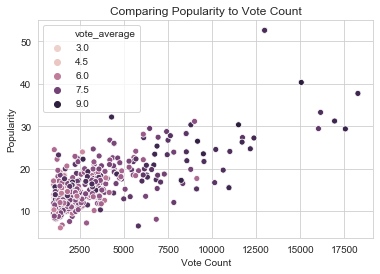 Comparing Popularity to Vote Count
vote_average
3.0
4.5
6.0
7.5
9.0
50
40
30
20
10
Popularity
2500 5000 7500 10000 12500 15000 17500
Vote Count